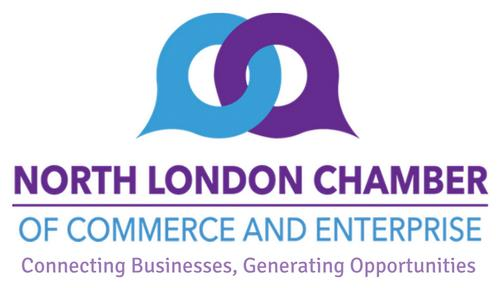 NORTH LONDON CHAMBER
OF COMMERCE AND ENTERPRISE
Connecting Businesses, Generating Opportunities